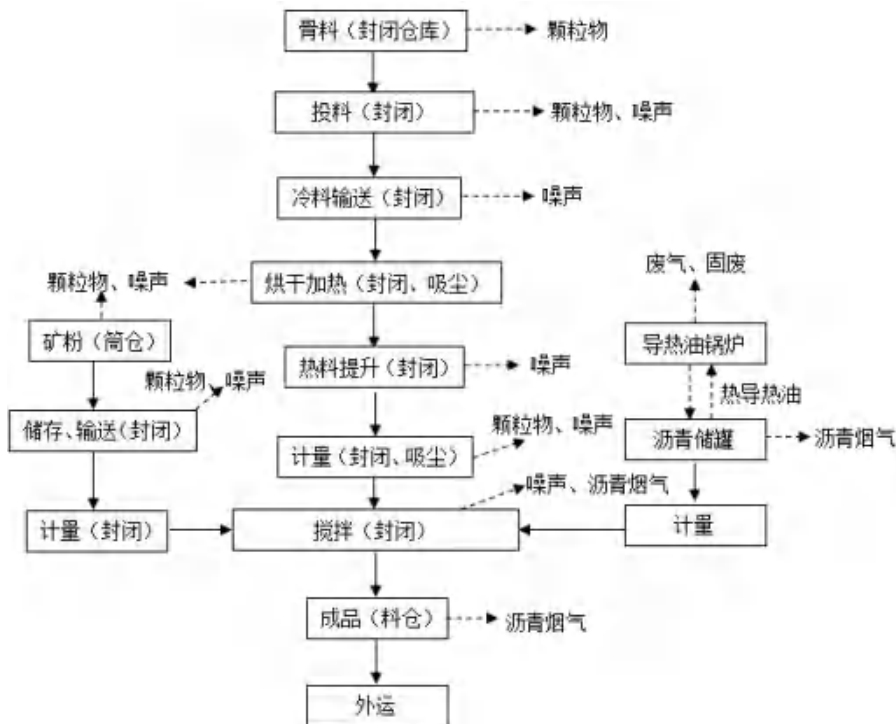 骨料（封闭仓库） 颗粒物
投料（封闭） 颗粒物、噪声
冷料输送（封闭） 噪声
颗粒物、噪声 烘干加热（封闭、吸尘） 废气、固废
矿粉（筒仓） 导热油锅炉
热料提升（封闭） 噪声
颗粒物、噪声 热导热油
储存、输送（封闭） 颗粒物、噪声 沥青储罐 沥青烟气
计量（封闭、吸尘）
噪声、沥青烟气
计量（封闭） 搅拌（封闭） 计量
成品（料仓） 沥青烟气
外运